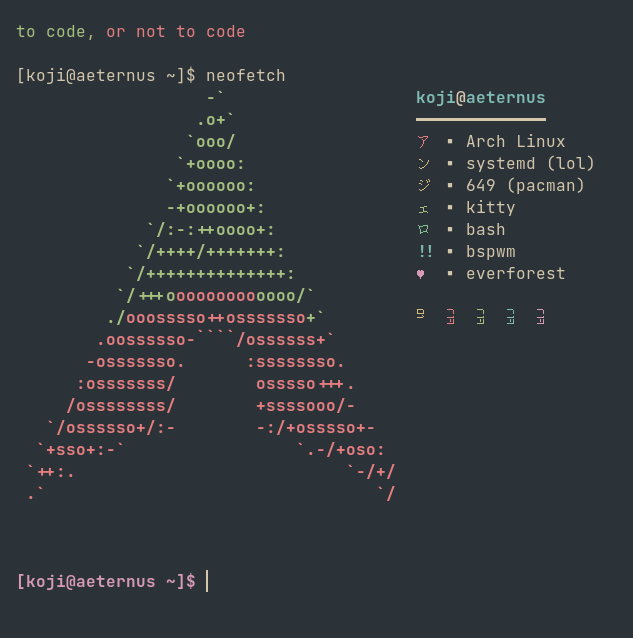 to code, or not to code
[koji@aeternus ~]$ neofetch
koji@aeternus
ア ▪ Arch Linux
ン ▪ systemd (lol)
ジ ▪ 649 (pacman)
ェ ▪ kitty
ロ ▪ bash
!! ▪ bspwm
♥ ▪ everforest
-`
.o+`
`ooo/
`+oooo:
`+oooooo:
-+oooooo+:
`/:-:++oooo+:
`/++++/+++++++:
`/++++++++++++++:
`/+++ooooooooooooo/`
./ooosssso++osssssso+`
.oossssso-````/ossssss+`
-osssssso. :ssssssso.
:osssssss/ osssso+++.
/ossssssss/ +ssssooo/-
`/ossssso+/:- -:/+osssso+-
`+sso+:-` `.-/+oso:
`++:. `-/+/
.` `/
[koji@aeternus ~]$